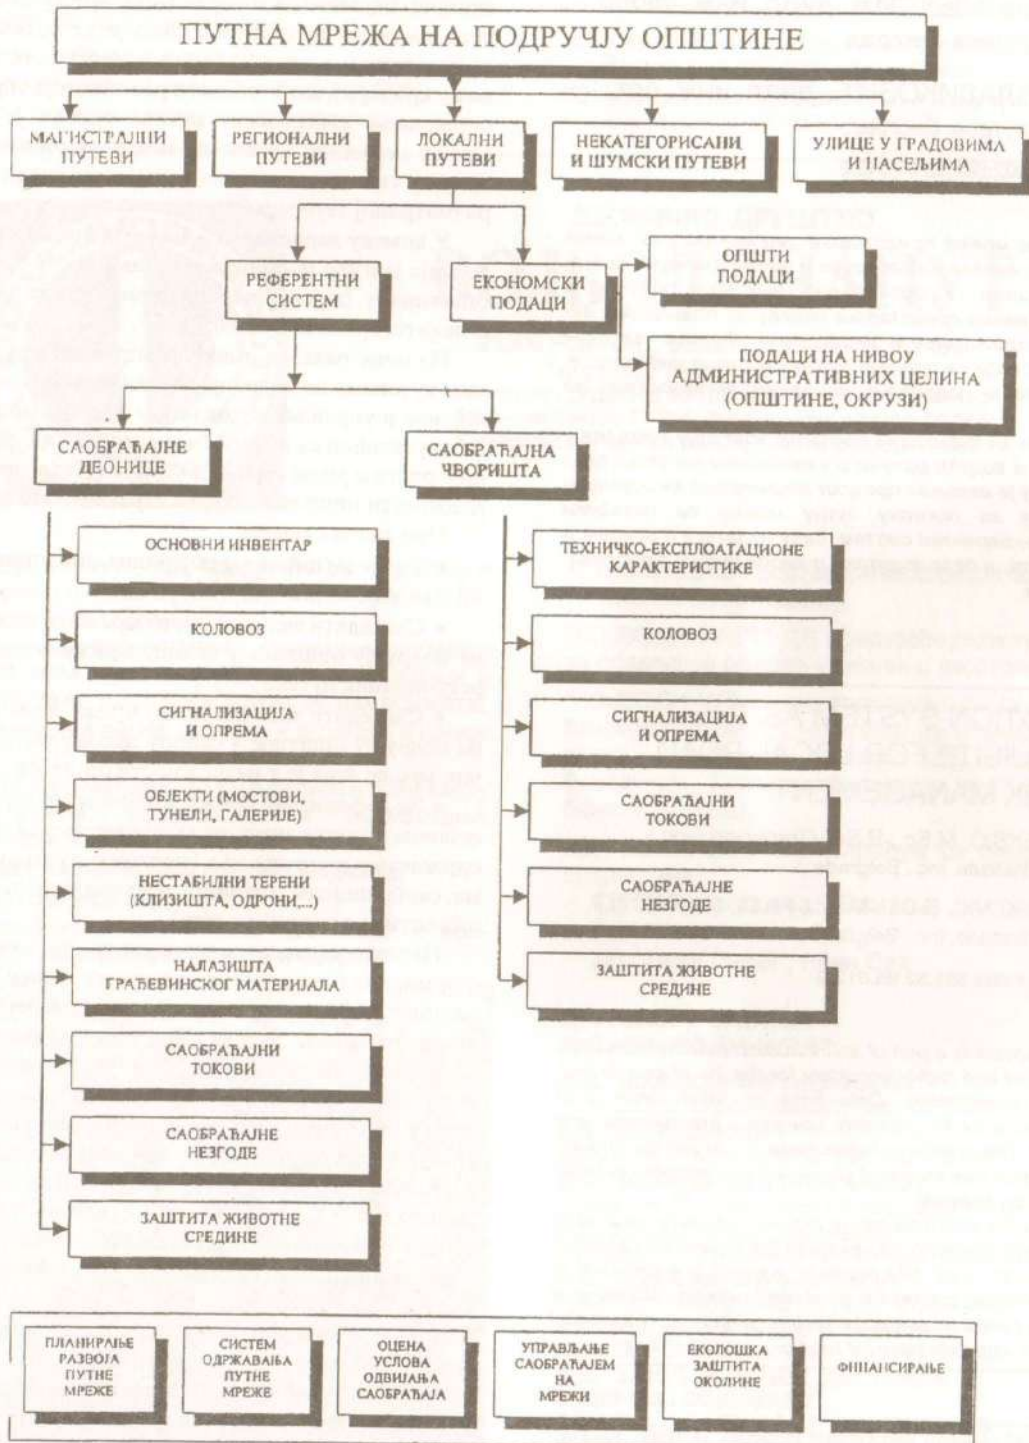 ПУТНА МРЕЖА НА ПОДРУЧЈУ ОПШТИНЕ
МАГИСТРАЛНИ
ПУТЕВИ
РЕГИОНАЛНИ
ПУТЕВИ
ЛОКАЛНИ
ПУТЕВИ
НЕКАТЕГОРИСАНИ
И ШУМСКИ ПУТЕВИ
УЛИЦЕ У ГРАДОВИМА
И НАСЕЉИМА
РЕФЕРЕНТНИ
СИСТЕМ
ЕКОНОМСКИ
ПОДАЦИ
ОПШТИ
ПОДАЦИ
ПОДАЦИ НА НИВОУ
АДМИНИСТРАТИВНИХ ЦЕЛИНА
(ОПШТИНЕ, ОКРУЗИ)
САОБРАЋАЈНЕ
ДЕОНИЦЕ
САОБРАЋАЈНА
ЧВОРИШТА
ОСНОВНИ ИНВЕНТАР
КОЛОВОЗ
СИГНАЛИЗАЦИЈА
И ОПРЕМА
ОБЈЕКТИ (МОСТОВИ,
ТУНЕЛИ, ГАЛЕРИЈЕ)
НЕСТАБИЛНИ ТЕРЕНИ
(КЛИЗИШТА, ОДРОНИ,...)
НАЛАЗИШТА
ГРАЂЕВИНСКОГ МАТЕРИЈАЛА
САОБРАЋАЈНИ
ТОКОВИ
САОБРАЋАЈНЕ
НЕЗГОДЕ
ЗАШТИТА ЖИВОТНЕ
СРЕДИНЕ
ТЕХНИЧКО-ЕКСПЛОАТАЦИОНЕ
КАРАКТЕРИСТИКЕ
КОЛОВОЗ
СИГНАЛИЗАЦИЈА
И ОПРЕМА
САОБРАЋАЈНИ
ТОКОВИ
САОБРАЋАЈНЕ
НЕЗГОДЕ
ЗАШТИТА ЖИВОТНЕ
СРЕДИНЕ
ПЛАНИРАЊЕ
РАЗВОЈА
ПУТНЕ
МРЕЖЕ
СИСТЕМ
ОДРЖАВАЊА
ПУТНЕ
МРЕЖЕ
ОЦЕНА
УСЛОВА
ОДВИЈАЊА
САОБРАЋАЈА
УПРАВЉАЊЕ
САОБРАЋАЈЕМ
НА
МРЕЖИ
ЕКОЛОШКА
ЗАШТИТА
ОКОЛИНЕ
ФИНАНСИРАЊЕ